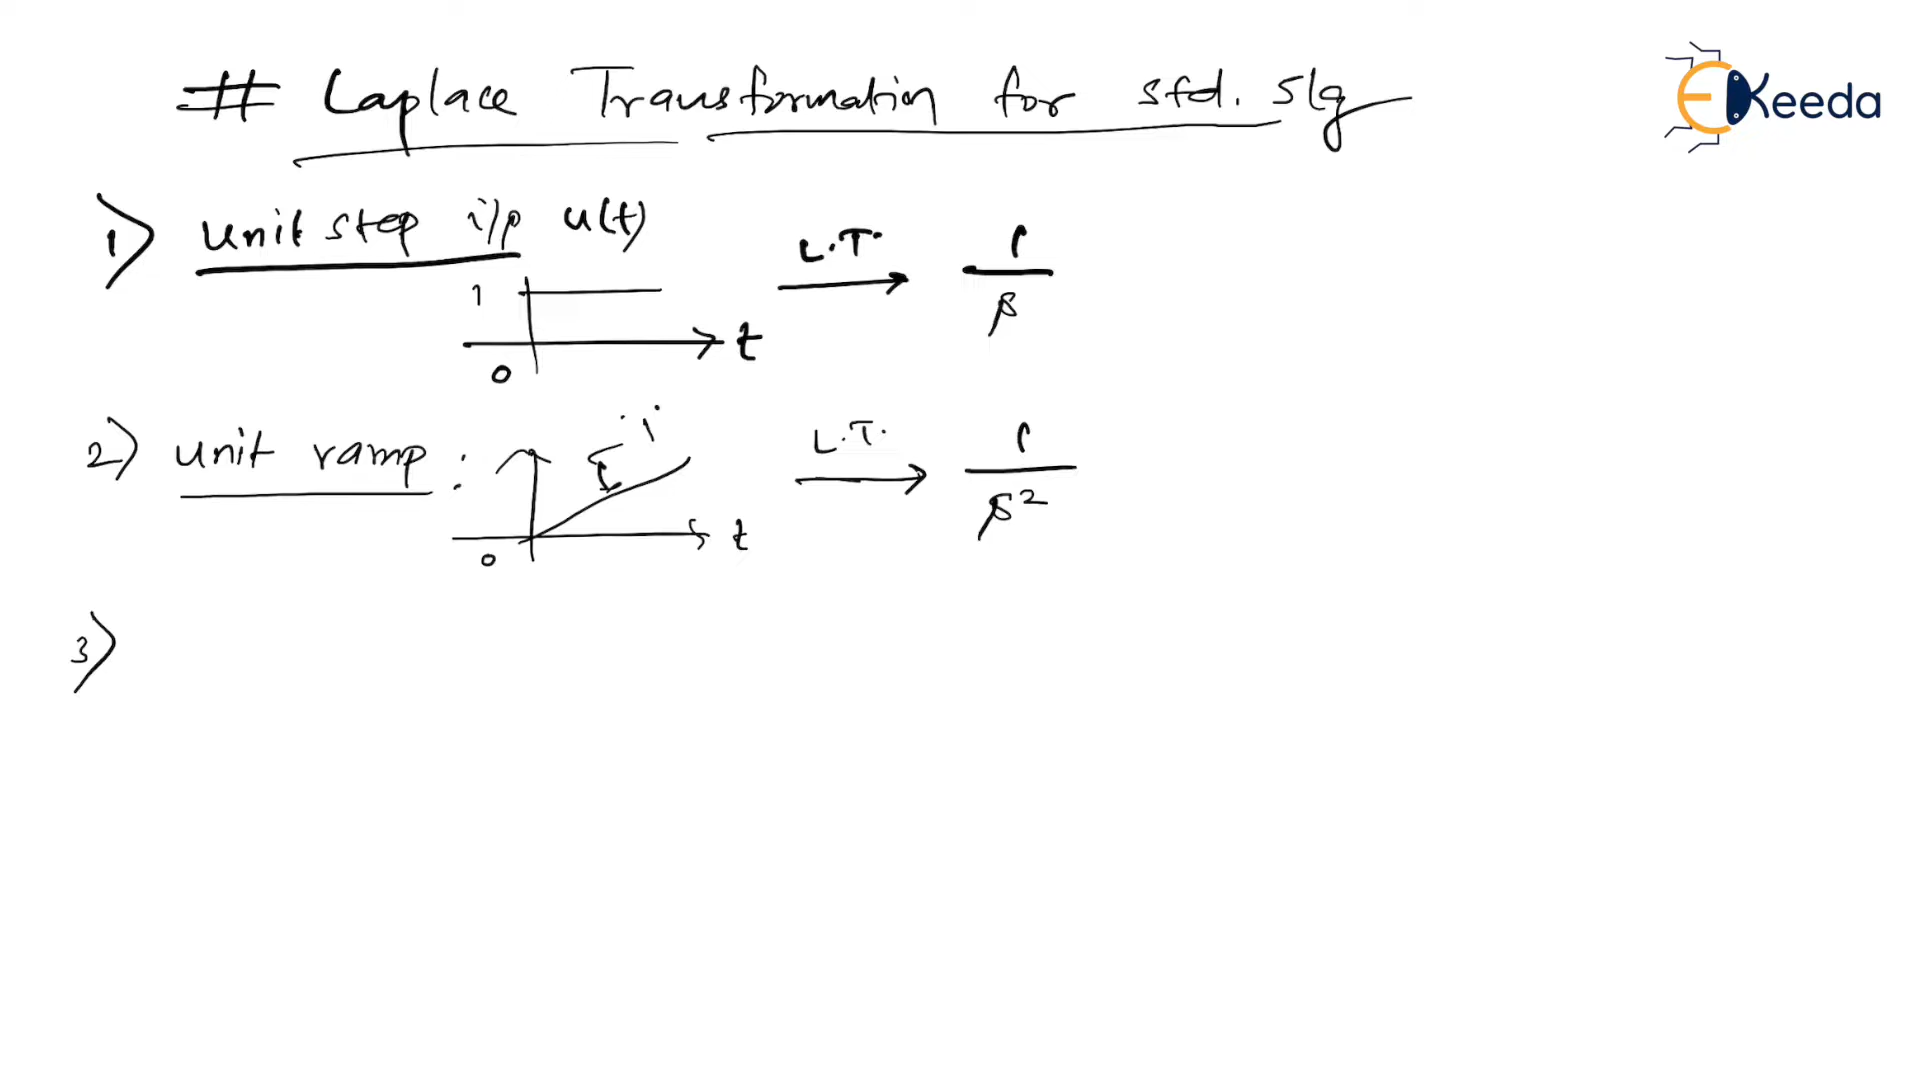 # Laplace Transformation for std. slg
EKeeda
1) unit step i/p u(t)
L.T.
1
s
1
t
0
2) unit ramp :
1
L.T.
1
s²
t
0
3)